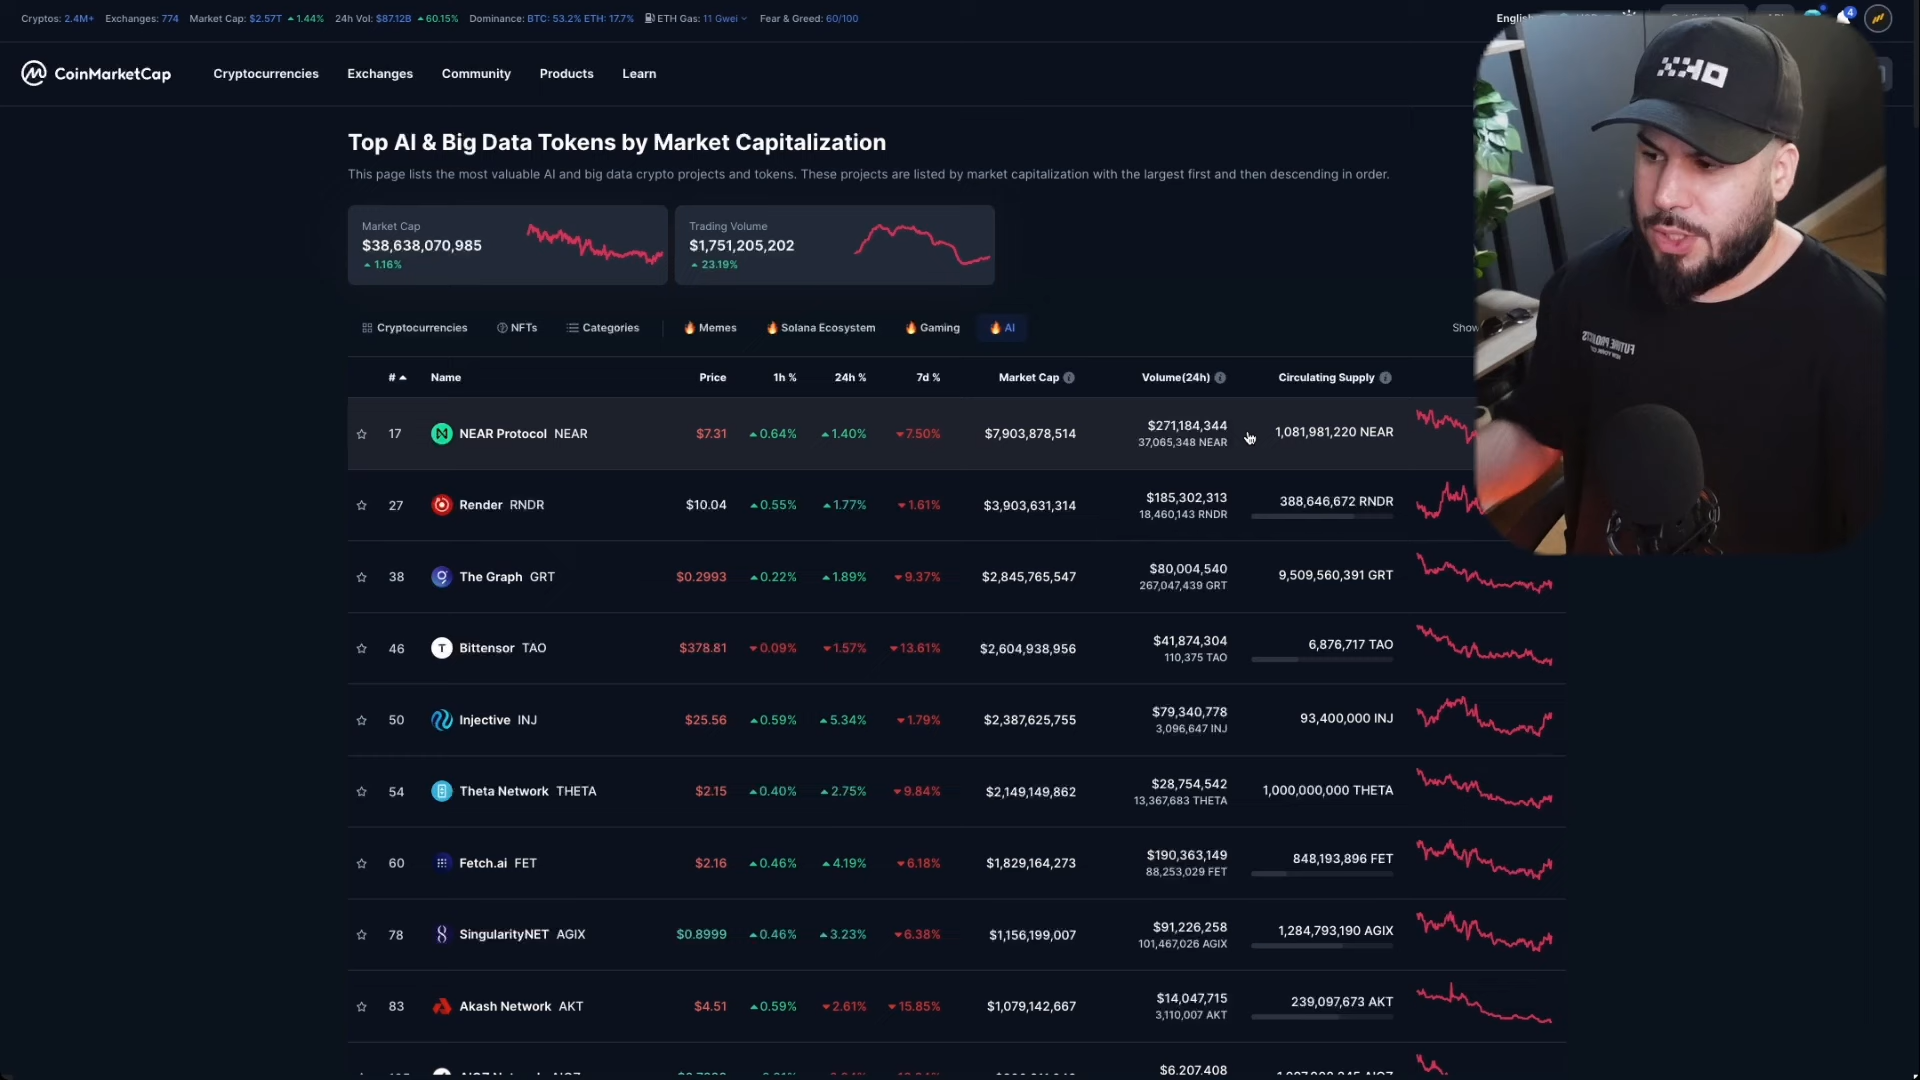 Cryptos: 2.4M+ Exchanges: 774 Market Cap: $2.57T 1.44% 24h Vol: $87.12B 60.15% Dominance: BTC: 53.2% ETH: 17.7% ETH Gas: 11 Gwei Fear & Greed: 60/100
4
CoinMarketCap Cryptocurrencies Exchanges Community Products Learn
Top AI & Big Data Tokens by Market Capitalization
This page lists the most valuable AI and big data crypto projects and tokens. These projects are listed by market capitalization with the largest first and then descending in order.
Market Cap
$38,638,070,985
1.16%
Trading Volume
$1,751,205,202
23.19%
Cryptocurrencies NFTs Categories Memes Solana Ecosystem Gaming AI
# Name Price 1h % 24h % 7d % Market Cap Volume(24h) Circulating Supply
17 NEAR Protocol NEAR $7.31 0.64% 1.40% 7.50% $7,903,878,514 $271,184,344 1,081,981,220 NEAR
37,065,348 NEAR
27 Render RNDR $10.04 0.55% 1.77% 1.61% $3,903,631,314 $185,302,313 388,646,672 RNDR
18,460,143 RNDR
38 The Graph GRT $0.2993 0.22% 1.89% 9.37% $2,845,765,547 $80,004,540 9,509,560,391 GRT
267,047,439 GRT
46 Bittensor TAO $378.81 0.09% 1.57% 13.61% $2,604,938,956 $41,874,304 6,876,717 TAO
110,375 TAO
50 Injective INJ $25.56 0.59% 5.34% 1.79% $2,387,625,755 $79,340,778 93,400,000 INJ
3,096,647 INJ
54 Theta Network THETA $2.15 0.40% 2.75% 9.84% $2,149,149,862 $28,754,542 1,000,000,000 THETA
13,367,683 THETA
60 Fetch.ai FET $2.16 0.46% 4.19% 6.18% $1,829,164,273 $190,363,149 848,193,896 FET
88,253,029 FET
78 SingularityNET AGIX $0.8999 0.46% 3.23% 6.38% $1,156,199,007 $91,226,258 1,284,793,190 AGIX
101,467,026 AGIX
83 Akash Network AKT $4.51 0.59% 2.61% 15.85% $1,079,142,667 $14,047,715 239,097,673 AKT
3,110,007 AKT
$6,207,408
FUTURE PROJECTS